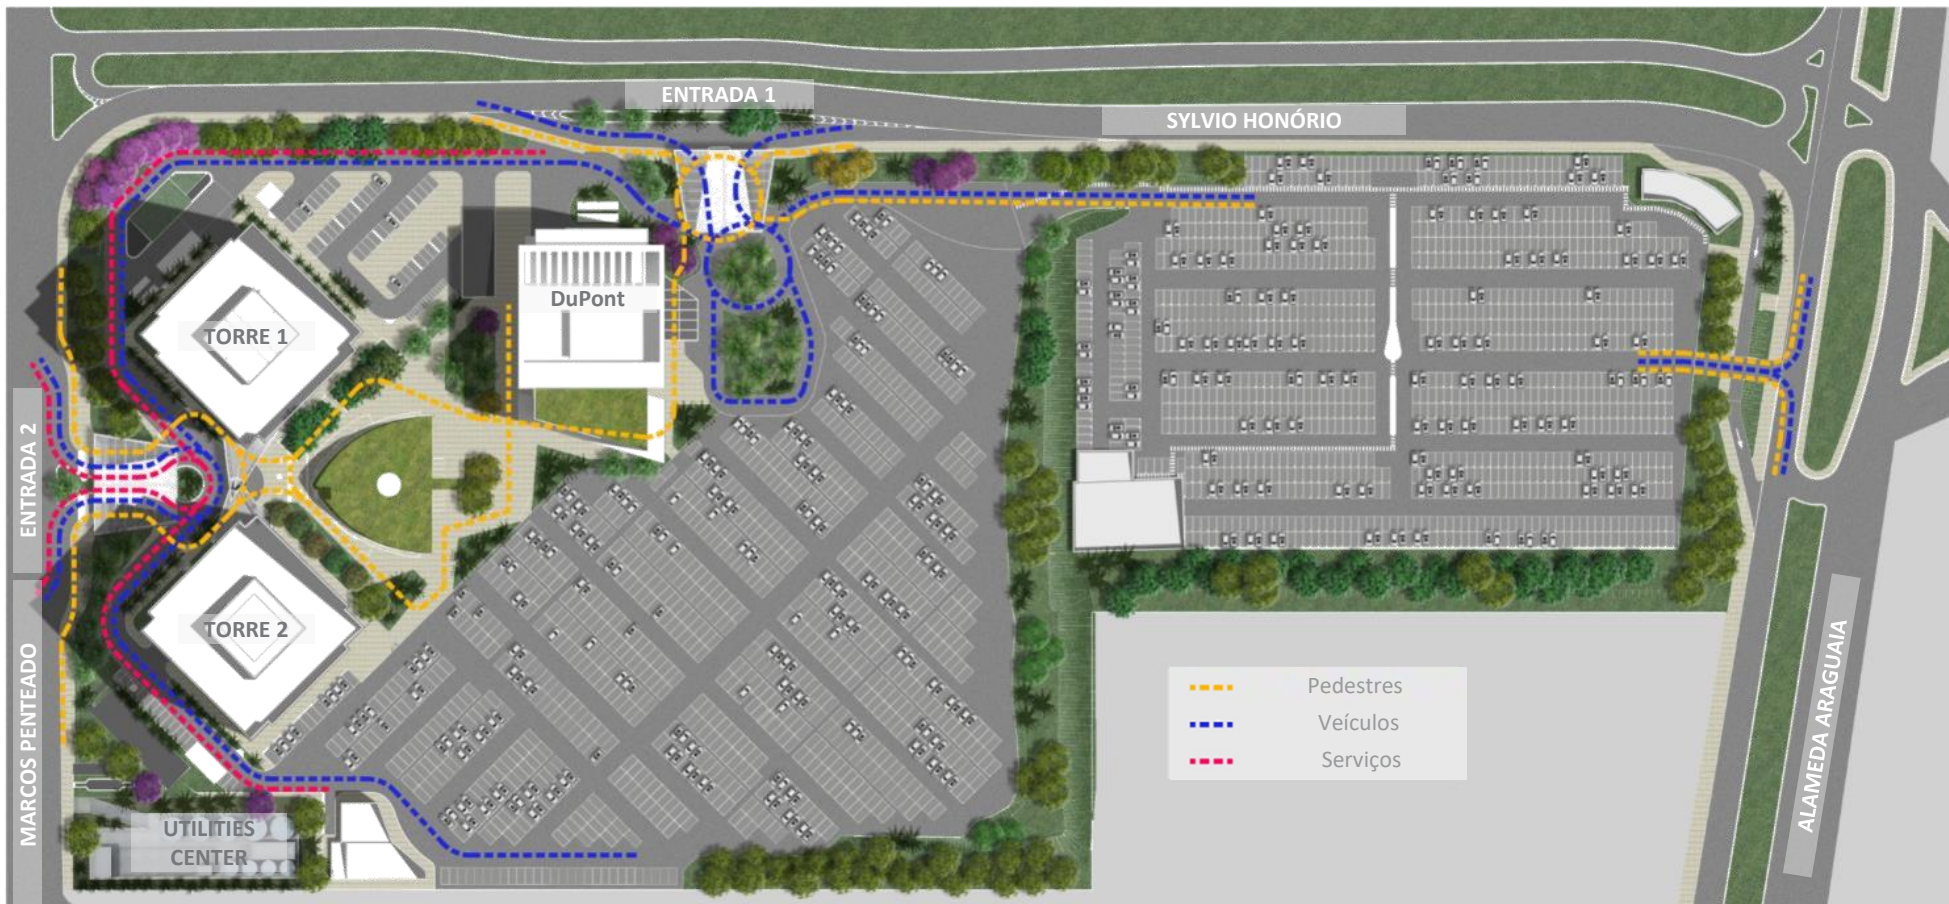 ENTRADA 1
SYLVIO HONÓRIO
DuPont
TORRE 1
ENTRADA 2
TORRE 2
MARCOS PENTEADO
Pedestres
Veículos
Serviços
ALAMEDA ARAGUAIA
UTILITIES
CENTER